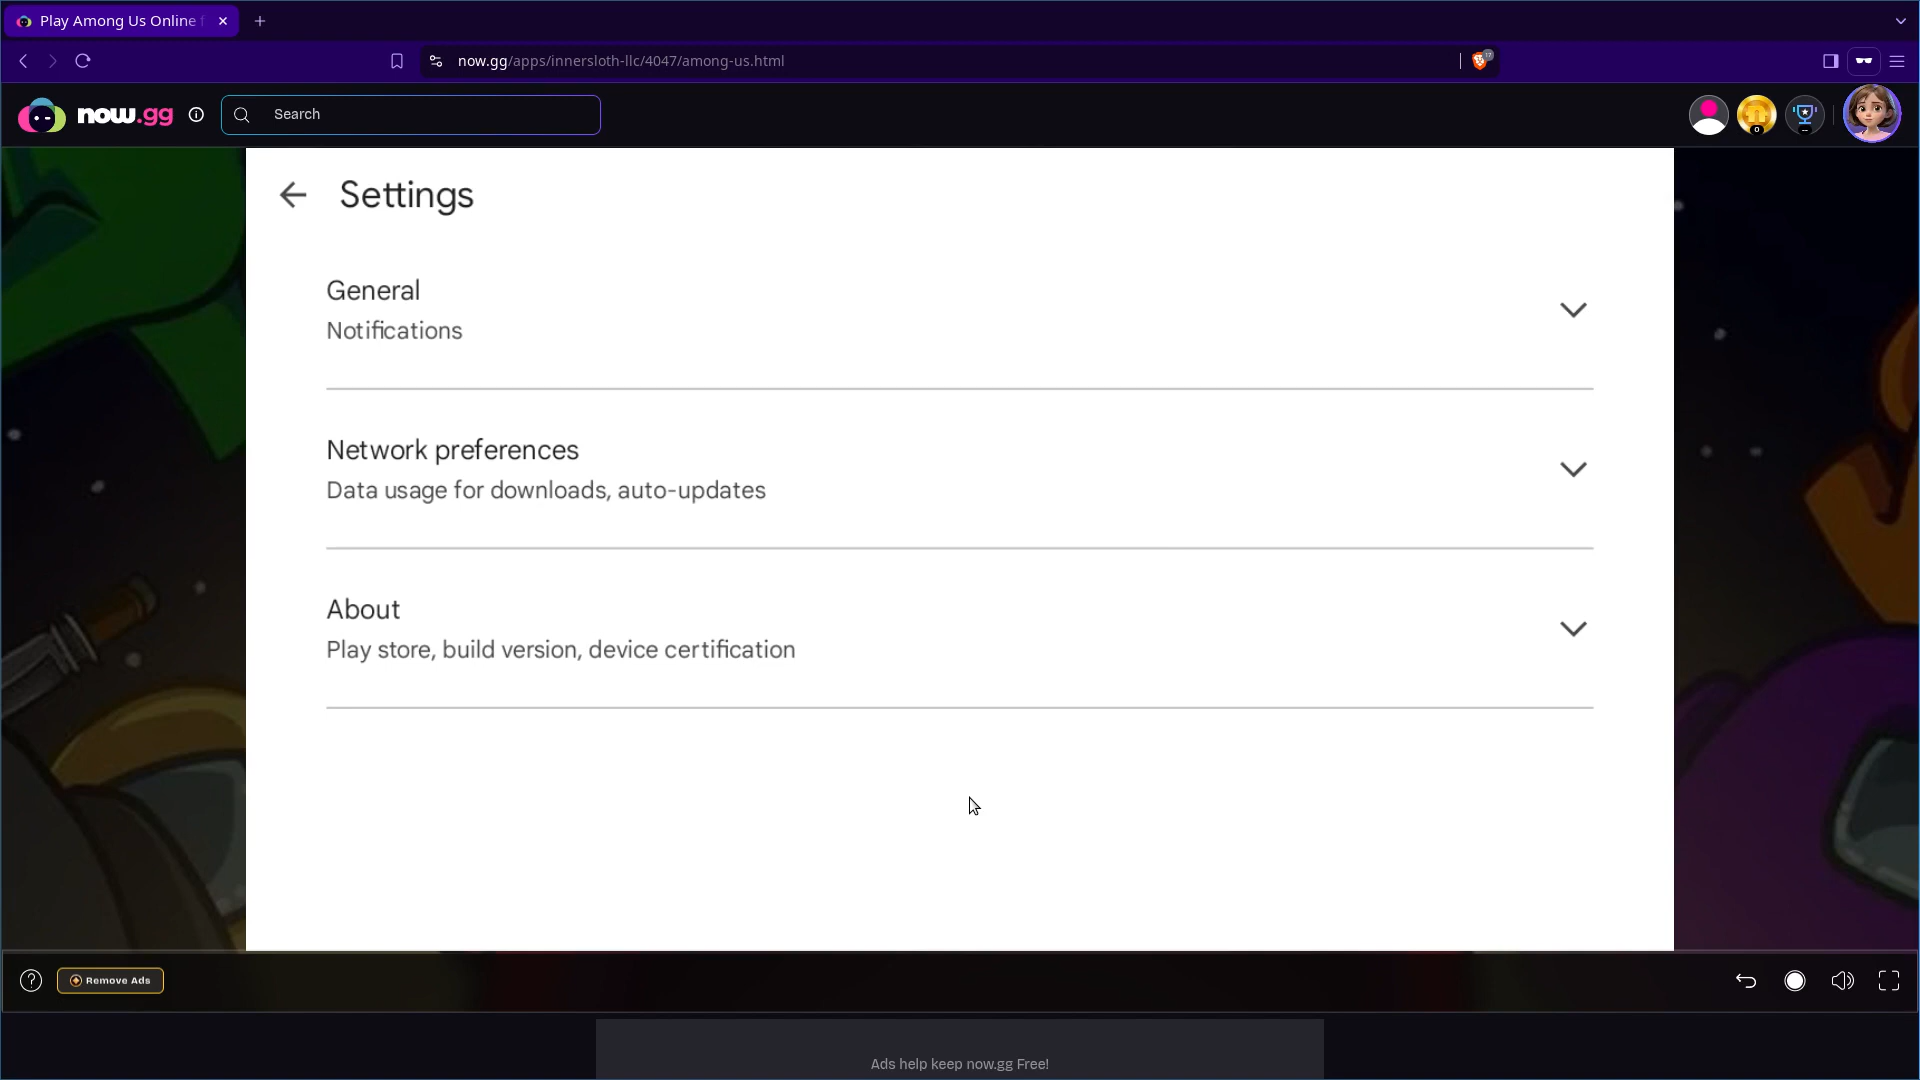 Play Among Us Online f
now.gg/apps/innersloth-llc/4047/among-us.html
17
now.gg
Search
0
--
Settings
General
Notifications
Network preferences
Data usage for downloads, auto-updates
About
Play store, build version, device certification
Remove Ads
Ads help keep now.gg Free!